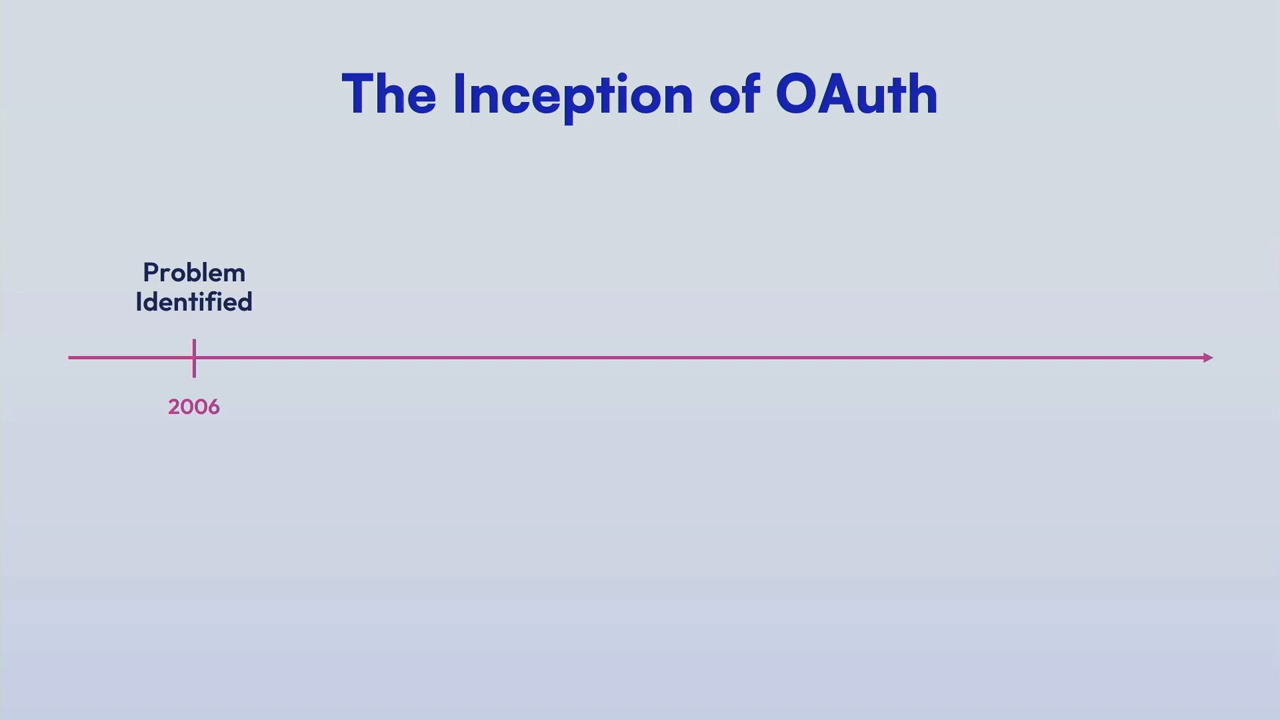 The Inception of OAuth
Problem
Identified
2006